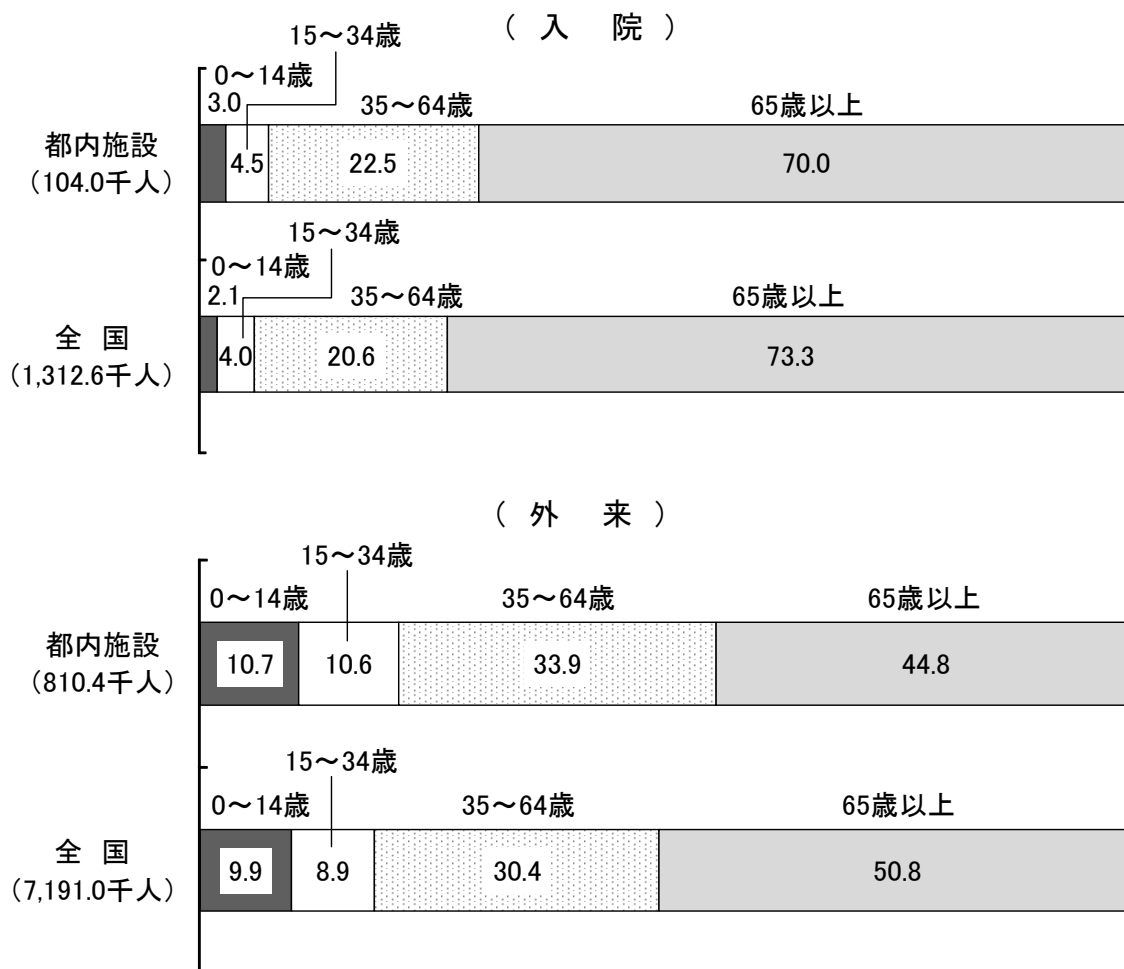 （ 入 院 ）
15～34歳
0～14歳
3.0
35～64歳
65歳以上
都内施設
（104.0千人）
4.5
22.5
70.0
15～34歳
0～14歳
2.1
35～64歳
65歳以上
全 国
（1,312.6千人）
4.0
20.6
73.3
（ 外 来 ）
15～34歳
0～14歳
35～64歳
65歳以上
都内施設
（810.4千人）
10.7
10.6
33.9
44.8
15～34歳
0～14歳
35～64歳
65歳以上
全 国
（7,191.0千人）
9.9
8.9
30.4
50.8